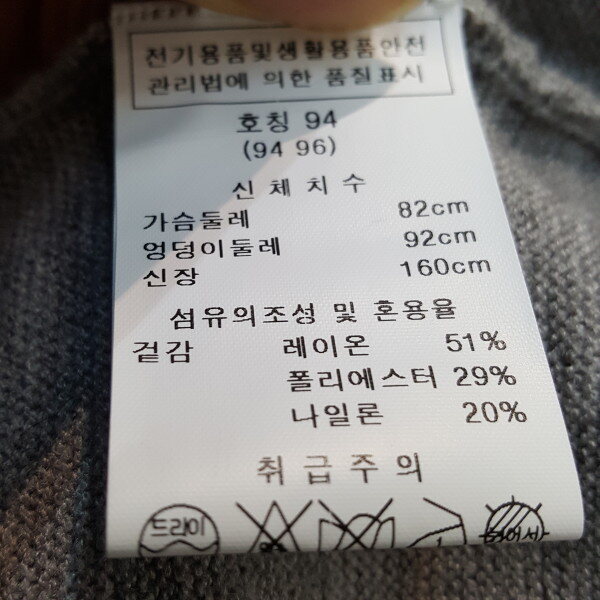 전기용품및생활용품안전
관리법에 의한 품질표시
호칭 94
(94 96)
신체치수
가슴둘레 82cm
엉덩이둘레 92cm
신장 160cm
섬유의조성 및 혼용율
겉감 레이온 51%
폴리에스터 29%
나일론 20%
취급주의
드라이